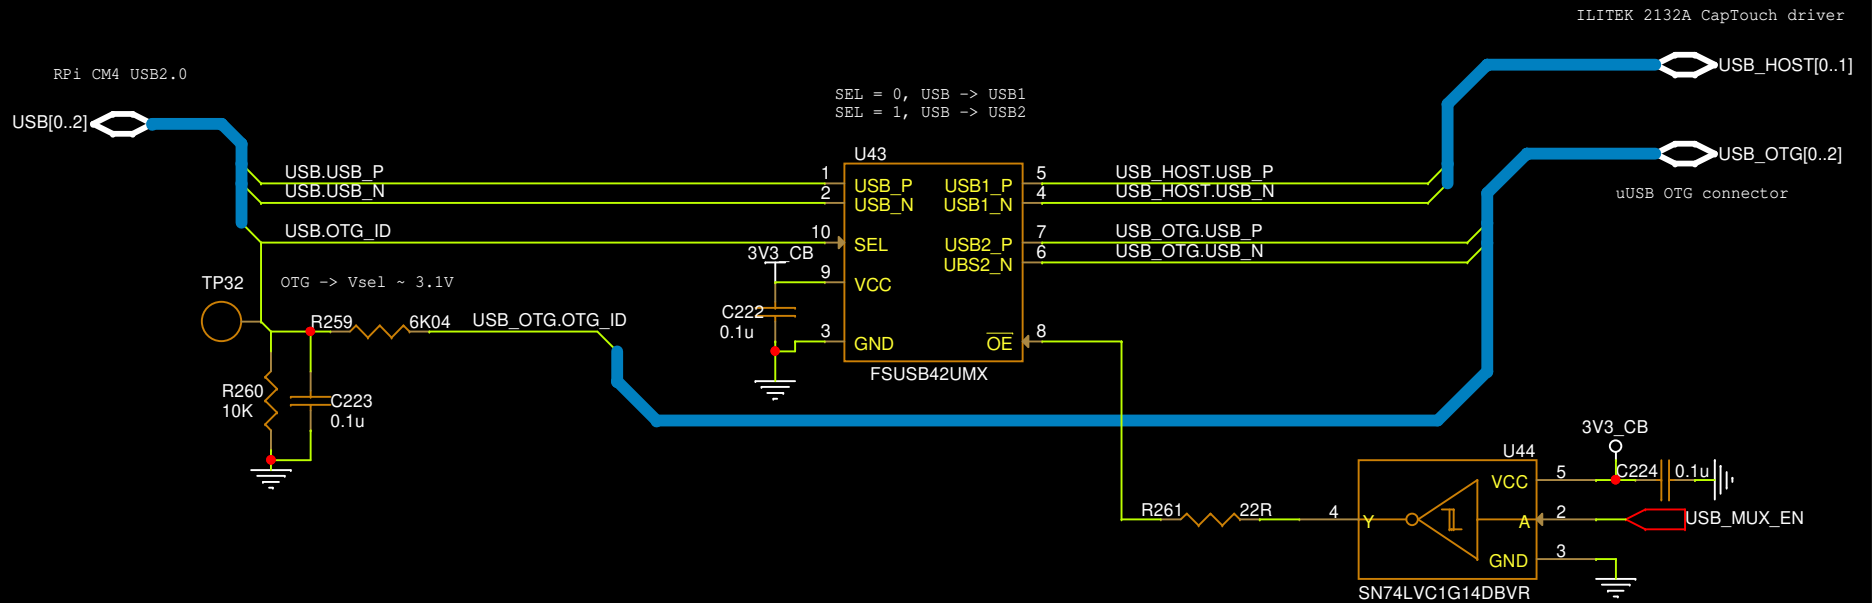 ILITEK 2132A CapTouch driver
RPi CM4 USB2.0
USB_HOST[0..1]
SEL = 0, USB -> USB1
SEL = 1, USB -> USB2
USB[0..2]
USB_OTG[0..2]
uUSB OTG connector
U43
USB.USB_P
1
USB_P
USB1_P
5
USB_HOST.USB_P
USB.USB_N
2
USB_N
USB1_N
4
USB_HOST.USB_N
USB.OTG_ID
10
SEL
USB2_P
7
USB_OTG.USB_P
3V3_CB
UBS2_N
6
USB_OTG.USB_N
9
VCC
TP32
OTG -> Vsel ~ 3.1V
C222
0.1u
R259
6K04
USB_OTG.OTG_ID
3
GND
OE
8
FSUSB42UMX
R260
10K
C223
0.1u
3V3_CB
U44
VCC
5
C224
0.1u
R261
22R
4
Y
A
2
USB_MUX_EN
GND
3
SN74LVC1G14DBVR